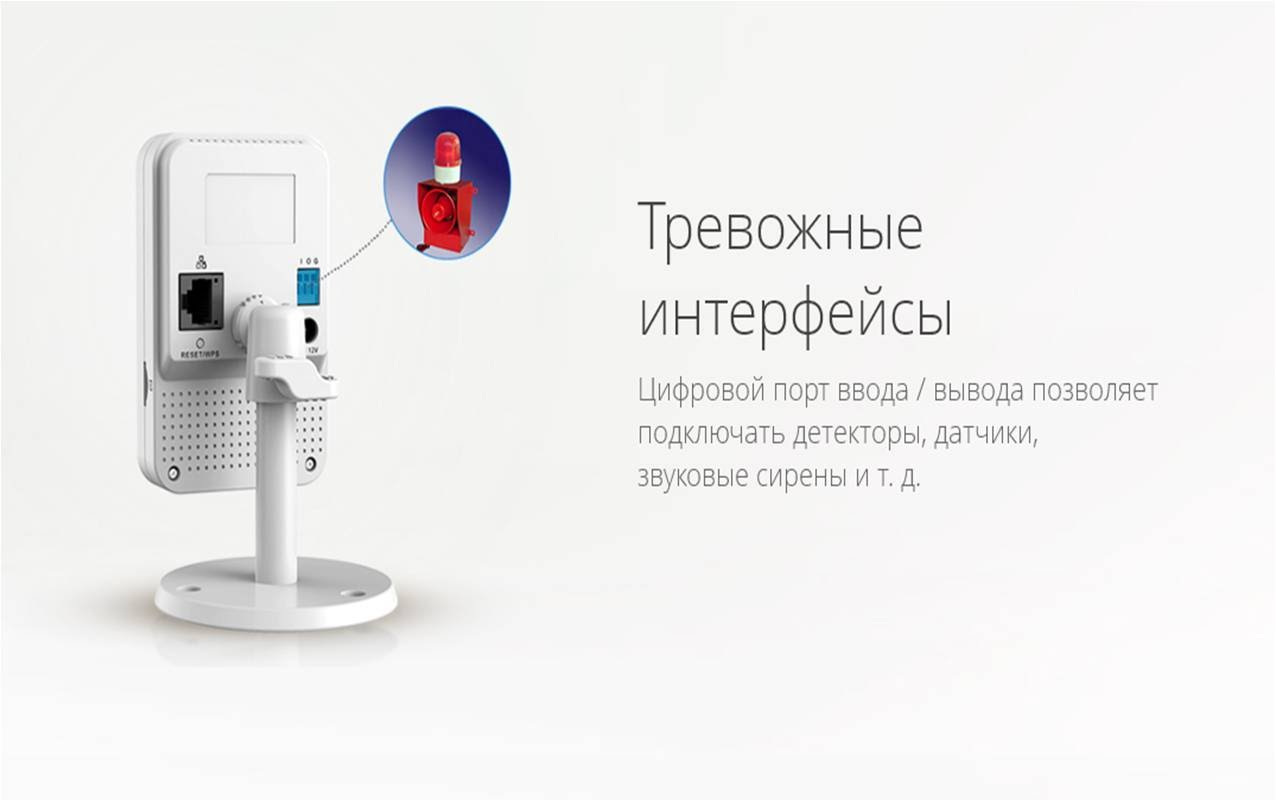 I O G
RESET/WPS
12V
Тревожные
интерфейсы
Цифровой порт ввода / вывода позволяет
подключать детекторы, датчики,
звуковые сирены и т. д.